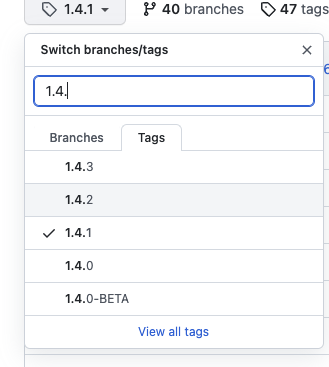 1.4.1 40 branches 47 tags
Switch branches/tags
1.4.
Branches Tags
1.4.3
1.4.2
1.4.1
1.4.0
1.4.0-BETA
View all tags